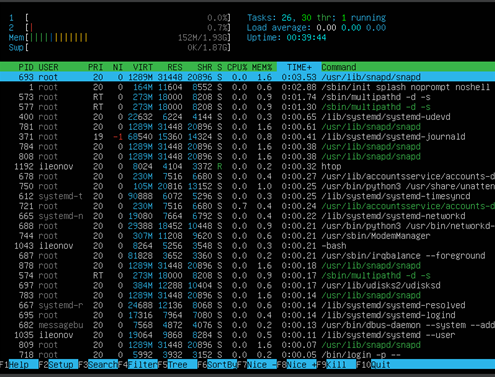 1 [ 0.0%] Tasks: 26, 30 thr; 1 running
2 [| 0.7%] Load average: 0.00 0.00 0.00
Mem[||||||||||||| 152M/1.93G] Uptime: 00:39:44
Swp[ 0K/1.87G]
PID USER PRI NI VIRT RES SHR S CPU% MEM% TIME+ Command
693 root 20 0 1289M 31448 20896 S 0.0 1.6 0:03.53 /usr/lib/snapd/snapd
1 root 20 0 164M 11604 8552 S 0.0 0.6 0:02.88 /sbin/init splash noprompt noshell
573 root RT 0 273M 18000 8208 S 0.0 0.9 0:01.74 /sbin/multipathd -d -s
577 root RT 0 273M 18000 8208 S 0.0 0.9 0:01.30 /sbin/multipathd -d -s
400 root 20 0 22632 6224 4144 S 0.0 0.3 0:00.65 /lib/systemd/systemd-udevd
781 root 20 0 1289M 31448 20896 S 0.0 1.6 0:00.61 /usr/lib/snapd/snapd
371 root 19 -1 68540 15360 14324 S 0.0 0.8 0:00.41 /lib/systemd/systemd-journald
784 root 20 0 1289M 31448 20896 S 0.0 1.6 0:00.38 /usr/lib/snapd/snapd
808 root 20 0 1289M 31448 20896 S 0.0 1.6 0:00.38 /usr/lib/snapd/snapd
1192 ileonov 20 0 8024 4104 3372 R 0.0 0.2 0:00.32 htop
678 root 20 0 230M 7516 6680 S 0.0 0.4 0:00.27 /usr/lib/accountsservice/accounts-d
750 root 20 0 105M 20816 13152 S 0.0 1.0 0:00.25 /usr/bin/python3 /usr/share/unatten
612 systemd-t 20 0 90888 6072 5296 S 0.0 0.3 0:00.25 /lib/systemd/systemd-timesyncd
721 root 20 0 230M 7516 6680 S 0.7 0.4 0:00.24 /usr/lib/accountsservice/accounts-d
665 systemd-n 20 0 19080 7664 6792 S 0.0 0.4 0:00.22 /lib/systemd/systemd-networkd
688 root 20 0 29388 18452 10448 S 0.0 0.9 0:00.21 /usr/bin/python3 /usr/bin/networkd-
744 root 20 0 307M 11208 9620 S 0.0 0.6 0:00.21 /usr/sbin/ModemManager
1043 ileonov 20 0 8264 5256 3548 S 0.0 0.3 0:00.21 -bash
687 root 20 0 81828 3652 3360 S 0.0 0.2 0:00.21 /usr/sbin/irqbalance --foreground
878 root 20 0 1289M 31448 20896 S 0.0 1.6 0:00.19 /usr/lib/snapd/snapd
574 root RT 0 273M 18000 8208 S 0.0 0.9 0:00.17 /sbin/multipathd -d -s
697 root 20 0 384M 12288 10404 S 0.0 0.6 0:00.17 /usr/lib/udisks2/udisksd
783 root 20 0 1289M 31448 20896 S 0.0 1.6 0:00.14 /usr/lib/snapd/snapd
667 systemd-r 20 0 24688 12136 8068 S 0.0 0.6 0:00.14 /lib/systemd/systemd-resolved
695 root 20 0 17316 7964 7080 S 0.0 0.4 0:00.14 /lib/systemd/systemd-logind
682 messagebu 20 0 7568 4872 4076 S 0.0 0.2 0:00.13 /usr/bin/dbus-daemon --system --add
1035 ileonov 20 0 19064 9868 8284 S 0.0 0.5 0:00.11 /lib/systemd/systemd --user
809 root 20 0 1289M 31448 20896 S 0.0 1.6 0:00.07 /usr/lib/snapd/snapd
718 root 20 0 5992 3932 3152 S 0.0 0.2 0:00.05 /bin/login -p --
F1Help F2Setup F3SearchF4FilterF5Tree F6SortByF7Nice -F8Nice +F9Kill F10Quit